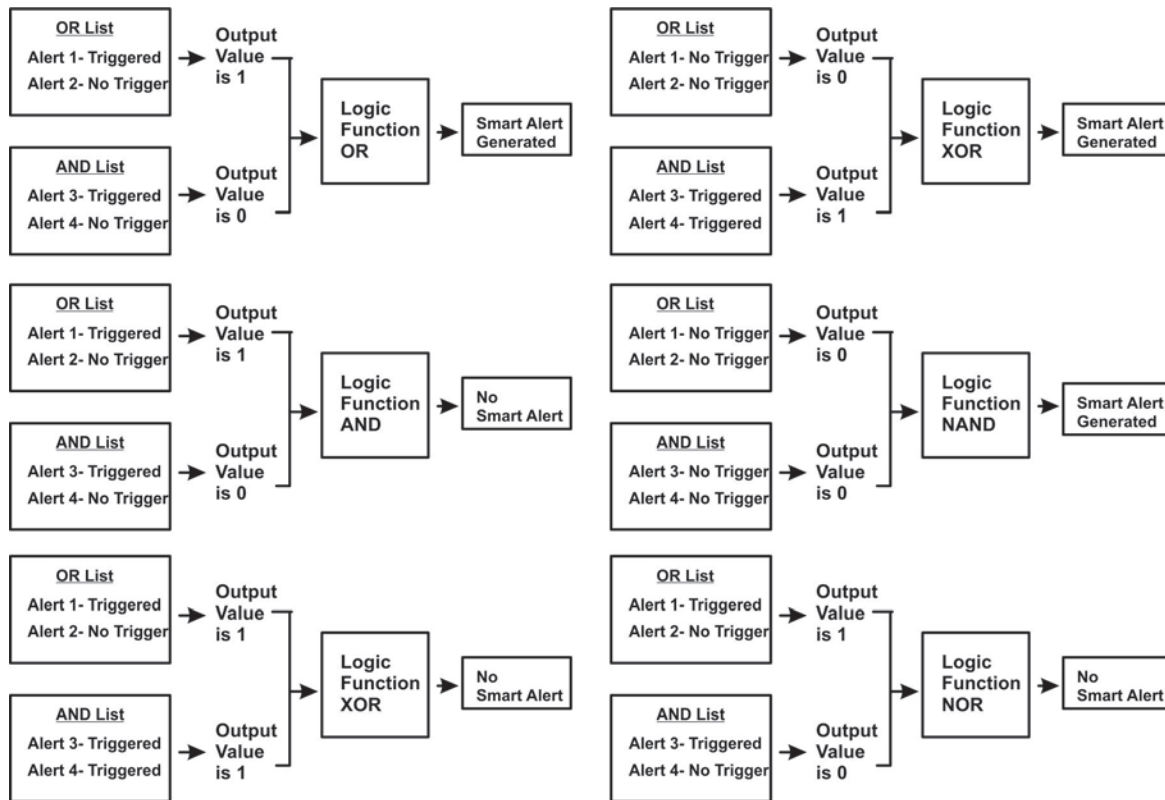 OR List
Alert 1- Triggered
Alert 2- No Trigger
Output
Value
is 1
AND List
Alert 3- Triggered
Alert 4- No Trigger
Output
Value
is 0
Logic
Function
OR
Smart Alert
Generated
OR List
Alert 1- No Trigger
Alert 2- No Trigger
Output
Value
is 0
AND List
Alert 3- Triggered
Alert 4- Triggered
Output
Value
is 1
Logic
Function
XOR
Smart Alert
Generated
OR List
Alert 1- Triggered
Alert 2- No Trigger
Output
Value
is 1
AND List
Alert 3- Triggered
Alert 4- No Trigger
Output
Value
is 0
Logic
Function
AND
No
Smart Alert
OR List
Alert 1- No Trigger
Alert 2- No Trigger
Output
Value
is 0
AND List
Alert 3- No Trigger
Alert 4- No Trigger
Output
Value
is 0
Logic
Function
NAND
Smart Alert
Generated
OR List
Alert 1- Triggered
Alert 2- No Trigger
Output
Value
is 1
AND List
Alert 3- Triggered
Alert 4- Triggered
Output
Value
is 1
Logic
Function
XOR
No
Smart Alert
OR List
Alert 1- Triggered
Alert 2- No Trigger
Output
Value
is 1
AND List
Alert 3- Triggered
Alert 4- No Trigger
Output
Value
is 0
Logic
Function
NOR
No
Smart Alert